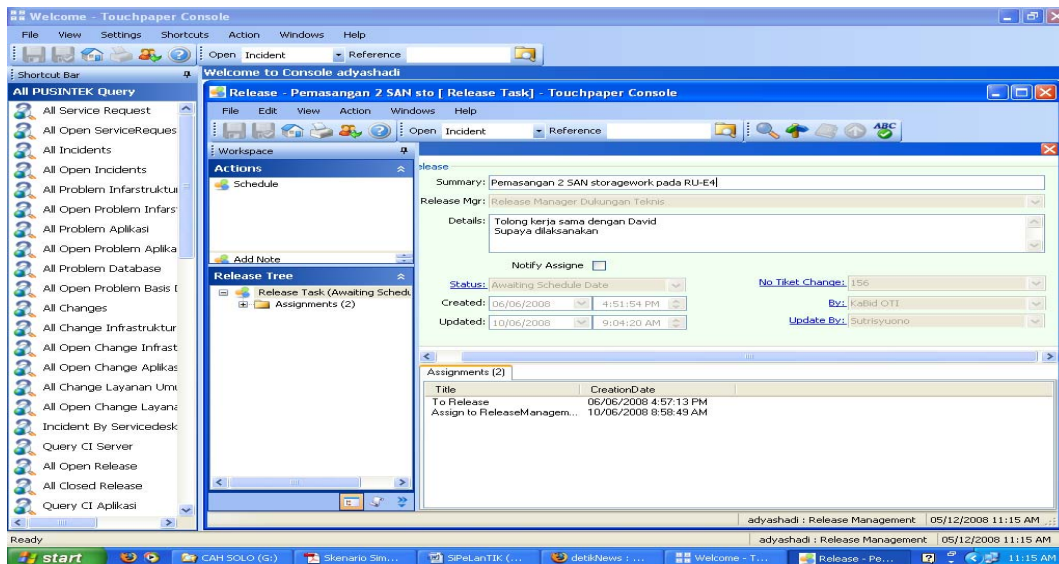 Welcome - Touchpaper Console
File View Settings Shortcuts Action Windows Help
Open Incident Reference
Shortcut Bar
Welcome to Console adyashadi
All PUSINTEK Query
All Service Request
All Open ServiceReques
All Incidents
All Open Incidents
All Problem Infarstruktu
All Open Problem Infars
All Problem Aplikasi
All Open Problem Aplika
All Problem Database
All Open Problem Basis
All Changes
All Change Infrastruktur
All Open Change Infrast
All Open Change Aplikas
All Change Layanan Umu
All Open Change Layana
Incident By Servicedesk
Query CI Server
All Open Release
All Closed Release
Query CI Aplikasi
Release - Pemasangan 2 SAN sto [ Release Task] - Touchpaper Console
File Edit View Action Windows Help
Open Incident Reference ABC
Workspace
Actions
Schedule
Add Note
Release Tree
Release Task (Awaiting Schedu
Assignments (2)
elease
Summary: Pemasangan 2 SAN storagework pada RU-E4
Release Mgr: Release Manager Dukungan Teknis
Details: Tolong kerja sama dengan David
Supaya dilaksanakan
Notify Assigne
Status: Awaiting Schedule Date No Tiket Change: 156
Created: 06/06/2008 4:51:54 PM By: KaBid OTI
Updated: 10/06/2008 9:04:20 AM Update By: Sutrisyuono
Assignments (2)
Title CreationDate
To Release 06/06/2008 4:57:13 PM
Assign to ReleaseManagem... 10/06/2008 8:58:49 AM
adyashadi : Release Management 05/12/2008 11:15 AM
Ready adyashadi : Release Management 05/12/2008 11:15 AM
start CAH SOLO (G:) Skenario Sim... SiPeLanTIK (... detikNews : ... Welcome - T... Release - Pe... 11:15 AM